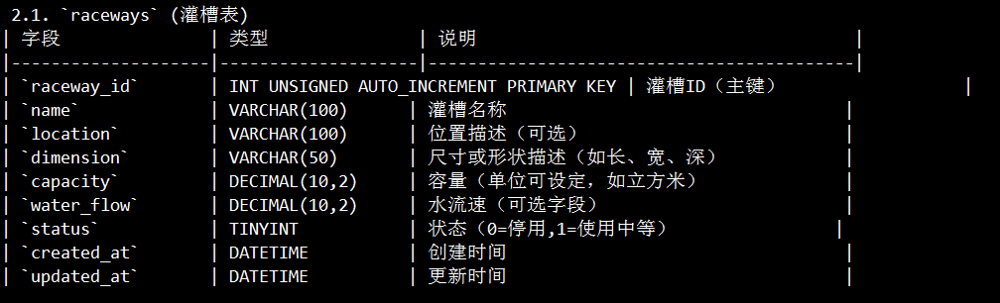 2.1. `raceways` (灌槽表)
| 字段 | 类型 | 说明 |
|--------------------|--------------------|-------------------------------------------|
| `raceway_id` | INT UNSIGNED AUTO_INCREMENT PRIMARY KEY | 灌槽ID（主键） |
| `name` | VARCHAR(100) | 灌槽名称 |
| `location` | VARCHAR(100) | 位置描述（可选） |
| `dimension` | VARCHAR(50) | 尺寸或形状描述（如长、宽、深） |
| `capacity` | DECIMAL(10,2) | 容量（单位可设定，如立方米） |
| `water_flow` | DECIMAL(10,2) | 水流速（可选字段） |
| `status` | TINYINT | 状态（0=停用,1=使用中等） |
| `created_at` | DATETIME | 创建时间 |
| `updated_at` | DATETIME | 更新时间 |